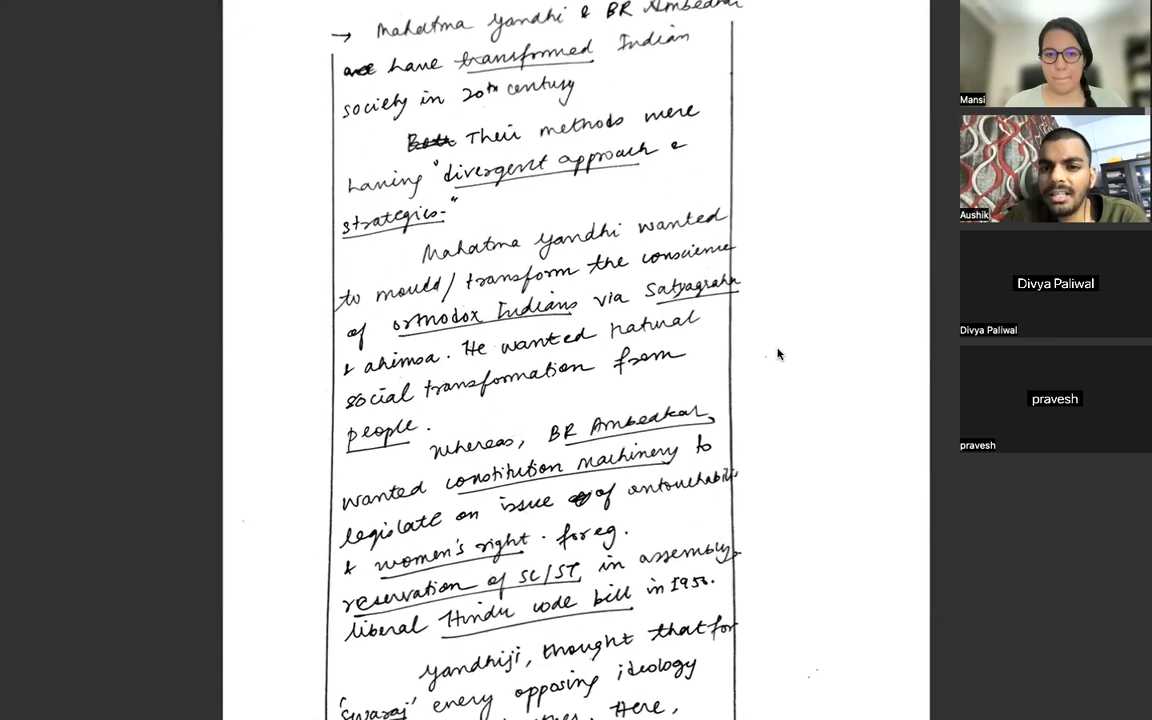 → Mahatma Gandhi & BR Ambedkar
are have transformed Indian
society in 20th century
Both Their methods were
having "divergent approach &
strategies."
Mahatma Gandhi wanted
to mould/transform the conscience
of orthodox Indians via Satyagraha
& ahimsa. He wanted natural
social transformation from
people.
Whereas, BR Ambedkar,
wanted constitution machinery to
legislate on issue of untouchabili
& women's right. for eg.
reservation of SC/ST, in assembly,
liberal Hindu code bill in 1950.
Gandhiji, thought that for
'Swaraj' every opposing ideology
Here,
Mansi
Aushik
Divya Paliwal
Divya Paliwal
pravesh
pravesh